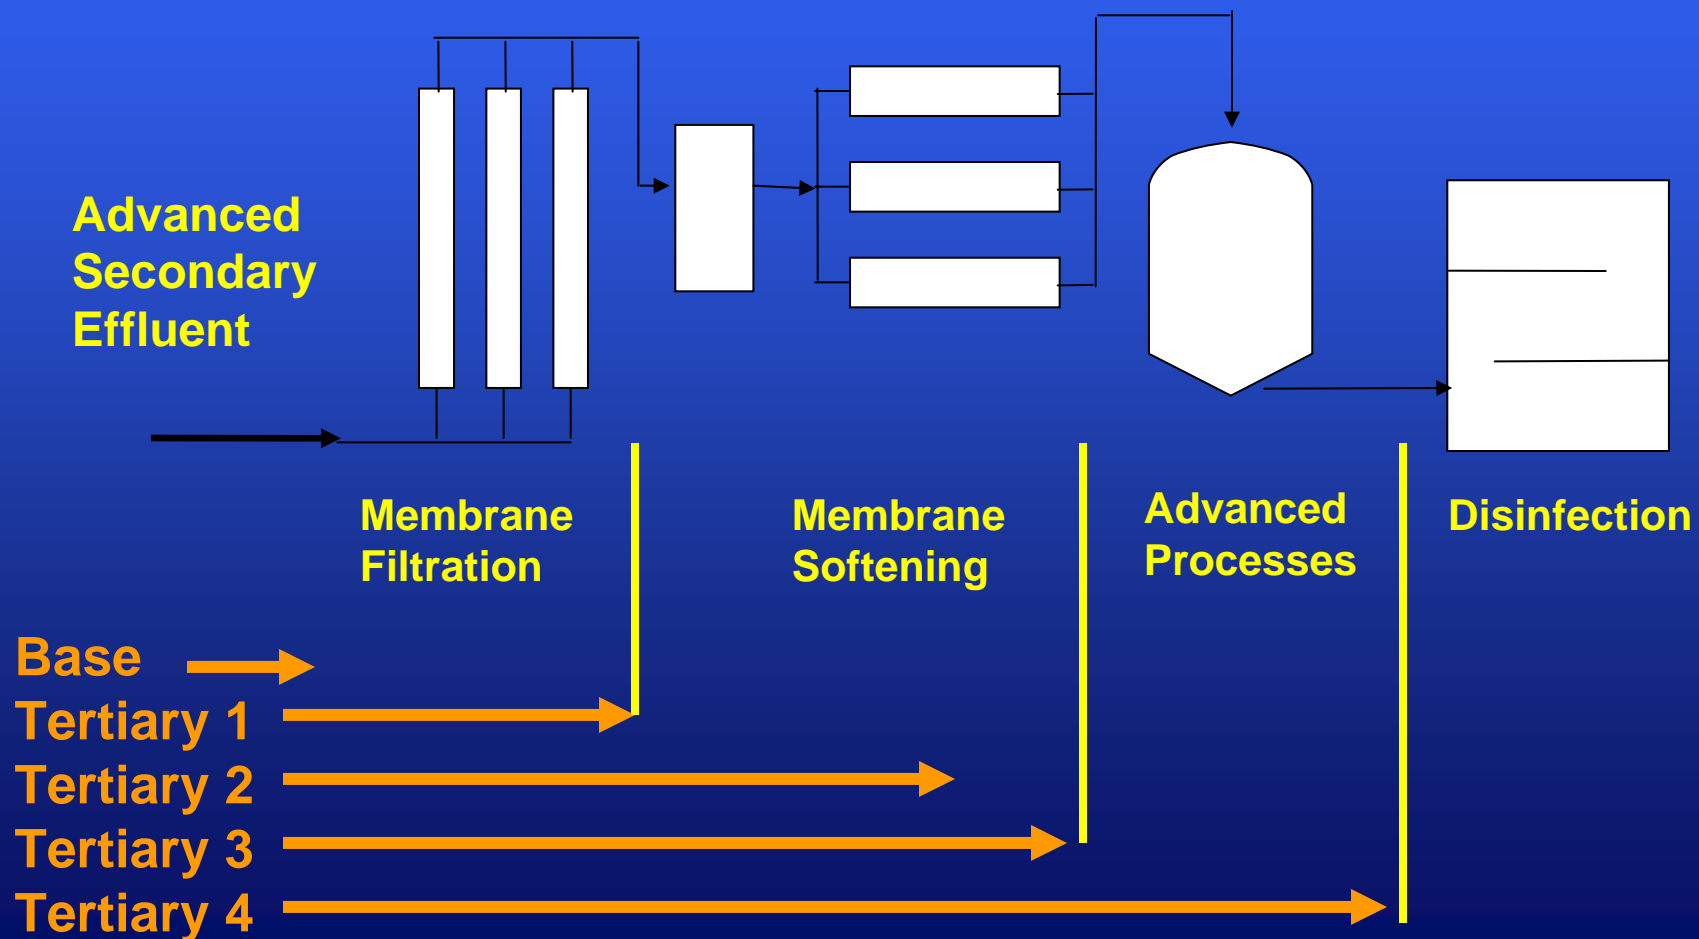 Advanced
Secondary
Effluent
Membrane
Filtration
Membrane
Softening
Advanced
Processes
Disinfection
Base
Tertiary 1
Tertiary 2
Tertiary 3
Tertiary 4